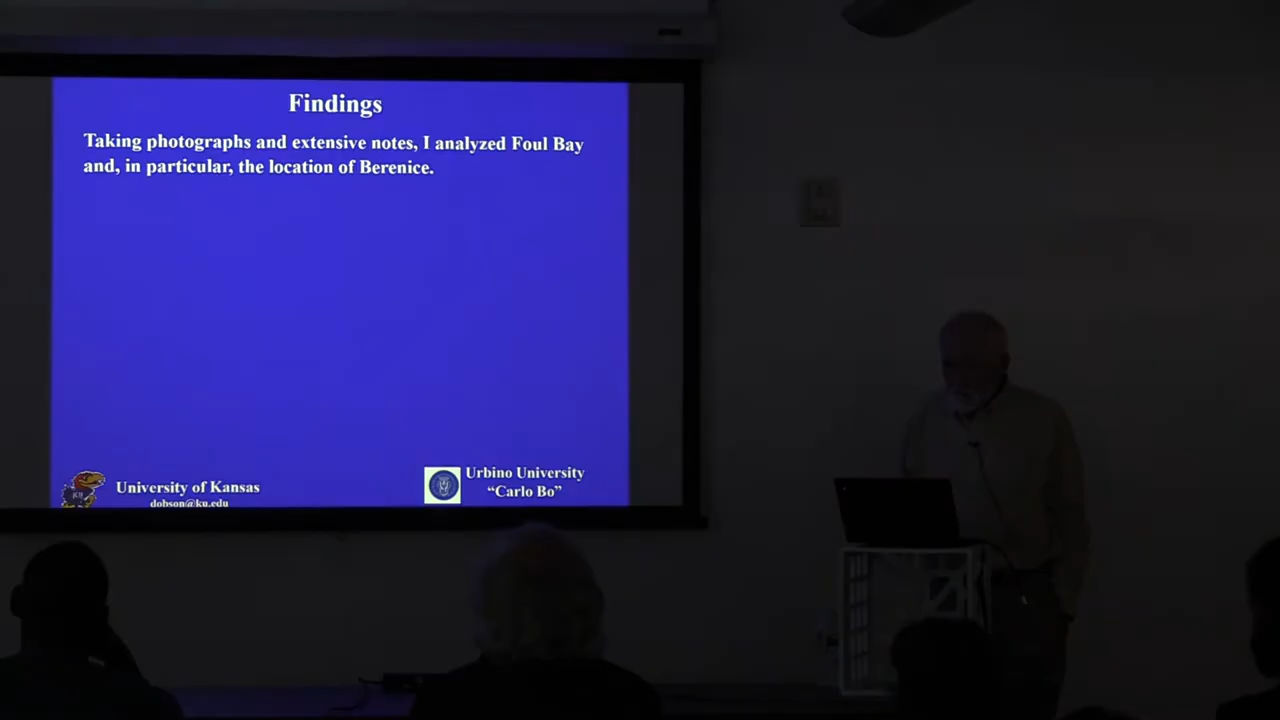 Findings
Taking photographs and extensive notes, I analyzed Foul Bay
and, in particular, the location of Berenice.
KU
University of Kansas
dobson@ku.edu
Urbino University
“Carlo Bo”